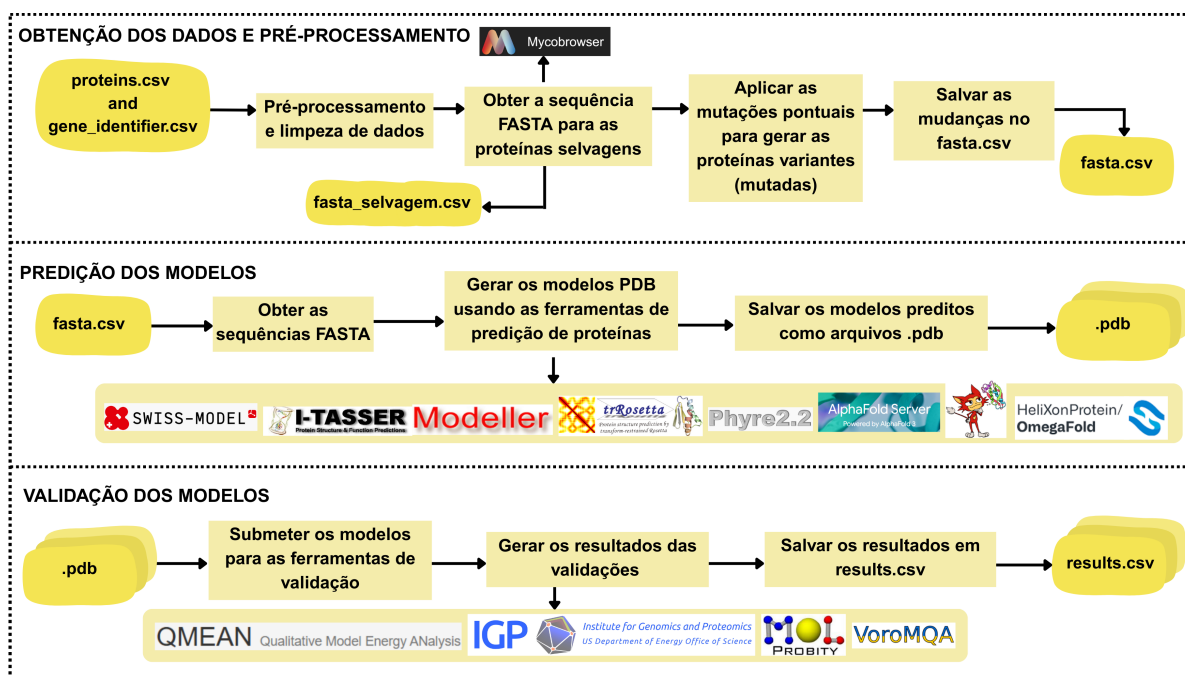 OBTENÇÃO DOS DADOS E PRÉ-PROCESSAMENTO
Mycobrowser
proteins.csv
and
gene_identifier.csv
Pré-processamento
e limpeza de dados
Obter a sequência
FASTA para as
proteínas selvagens
Aplicar as
mutações pontuais
para gerar as
proteínas variantes
(mutadas)
Salvar as
mudanças no
fasta.csv
fasta.csv
fasta_selvagem.csv
PREDIÇÃO DOS MODELOS
fasta.csv
Obter as
sequências FASTA
Gerar os modelos PDB
usando as ferramentas de
predição de proteínas
Salvar os modelos preditos
como arquivos .pdb
.pdb
SWISS-MODEL
I-TASSER
Protein Structure & Function Predictions
Modeller
trRosetta
Protein structure prediction by
transform-restrained Rosetta
Phyre2.2
AlphaFold Server
Powered by AlphaFold 3
HeliXonProtein/
OmegaFold
VALIDAÇÃO DOS MODELOS
.pdb
Submeter os modelos
para as ferramentas de
validação
Gerar os resultados das
validações
Salvar os resultados em
results.csv
results.csv
QMEAN Qualitative Model Energy ANalysis
IGP
Institute for Genomics and Proteomics
US Department of Energy Office of Science
MOL
PROBITY
VoroMQA